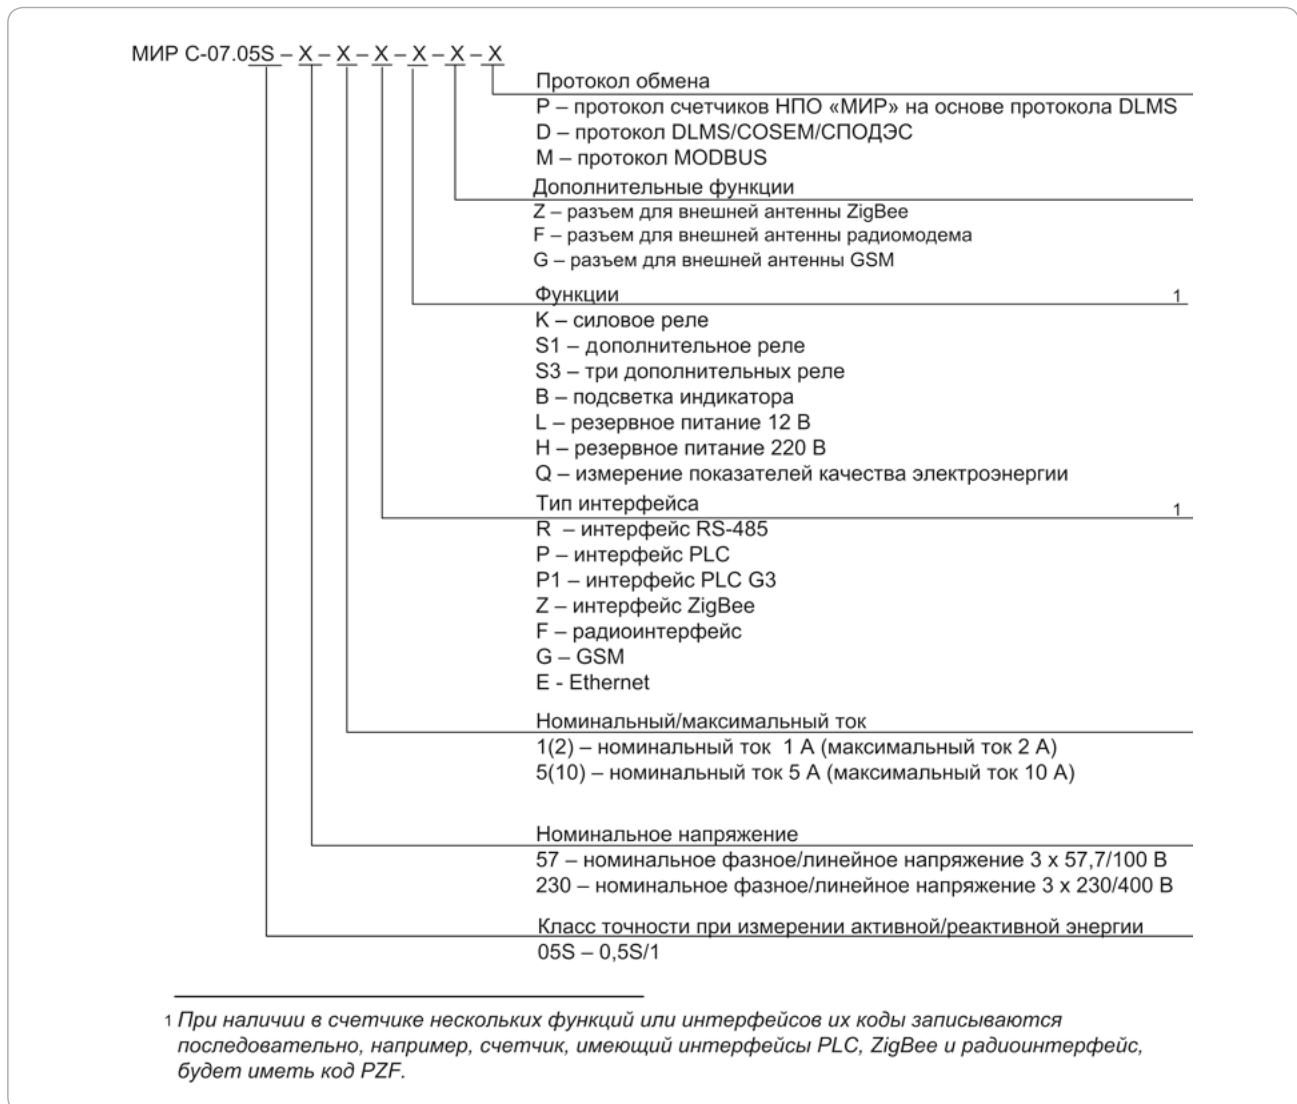 МИР С-07.05S – X – X – X – X – X – X
Протокол обмена
P – протокол счетчиков НПО «МИР» на основе протокола DLMS
D – протокол DLMS/COSEM/СПОДЭС
M – протокол MODBUS
Дополнительные функции
Z – разъем для внешней антенны ZigBee
F – разъем для внешней антенны радиомодема
G – разъем для внешней антенны GSM
Функции 1
K – силовое реле
S1 – дополнительное реле
S3 – три дополнительных реле
B – подсветка индикатора
L – резервное питание 12 В
H – резервное питание 220 В
Q – измерение показателей качества электроэнергии
Тип интерфейса 1
R – интерфейс RS-485
P – интерфейс PLC
P1 – интерфейс PLC G3
Z – интерфейс ZigBee
F – радиоинтерфейс
G – GSM
E - Ethernet
Номинальный/максимальный ток
1(2) – номинальный ток 1 А (максимальный ток 2 А)
5(10) – номинальный ток 5 А (максимальный ток 10 А)
Номинальное напряжение
57 – номинальное фазное/линейное напряжение 3 x 57,7/100 В
230 – номинальное фазное/линейное напряжение 3 x 230/400 В
Класс точности при измерении активной/реактивной энергии
05S – 0,5S/1
1 При наличии в счетчике нескольких функций или интерфейсов их коды записываются
последовательно, например, счетчик, имеющий интерфейсы PLC, ZigBee и радиоинтерфейс,
будет иметь код PZF.